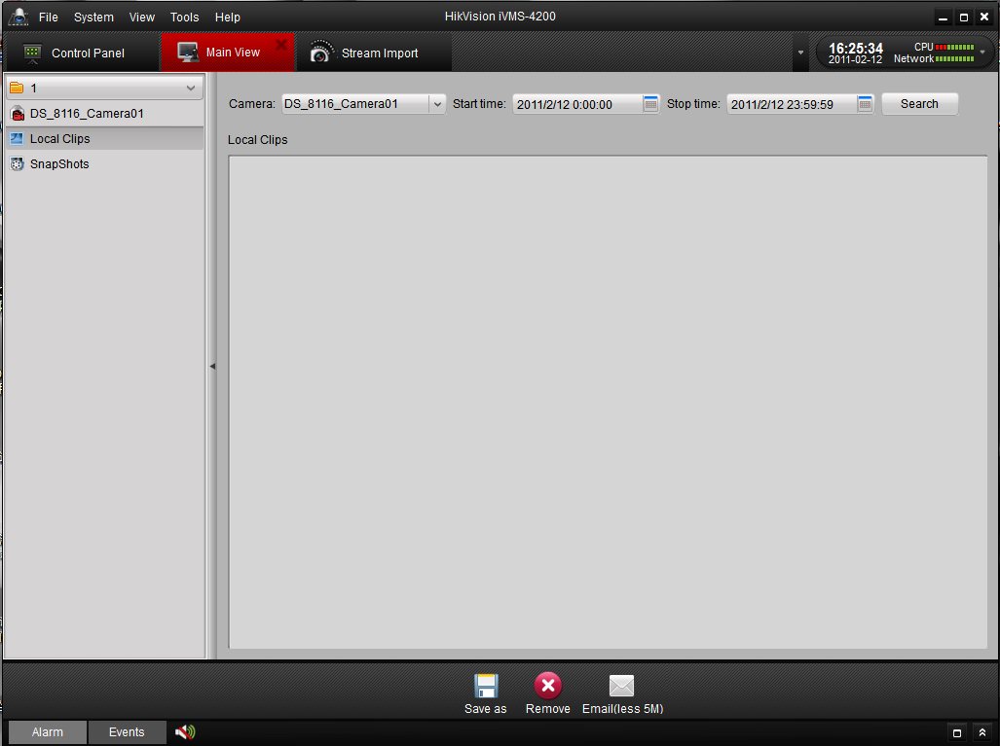 HikVision iVMS-4200
File System View Tools Help
Control Panel Main View Stream Import
16:25:34 CPU
2011-02-12 Network
1
DS_8116_Camera01
Local Clips
SnapShots
Camera: DS_8116_Camera01 Start time: 2011/2/12 0:00:00 Stop time: 2011/2/12 23:59:59 Search
Local Clips
Save as Remove Email(less 5M)
Alarm Events